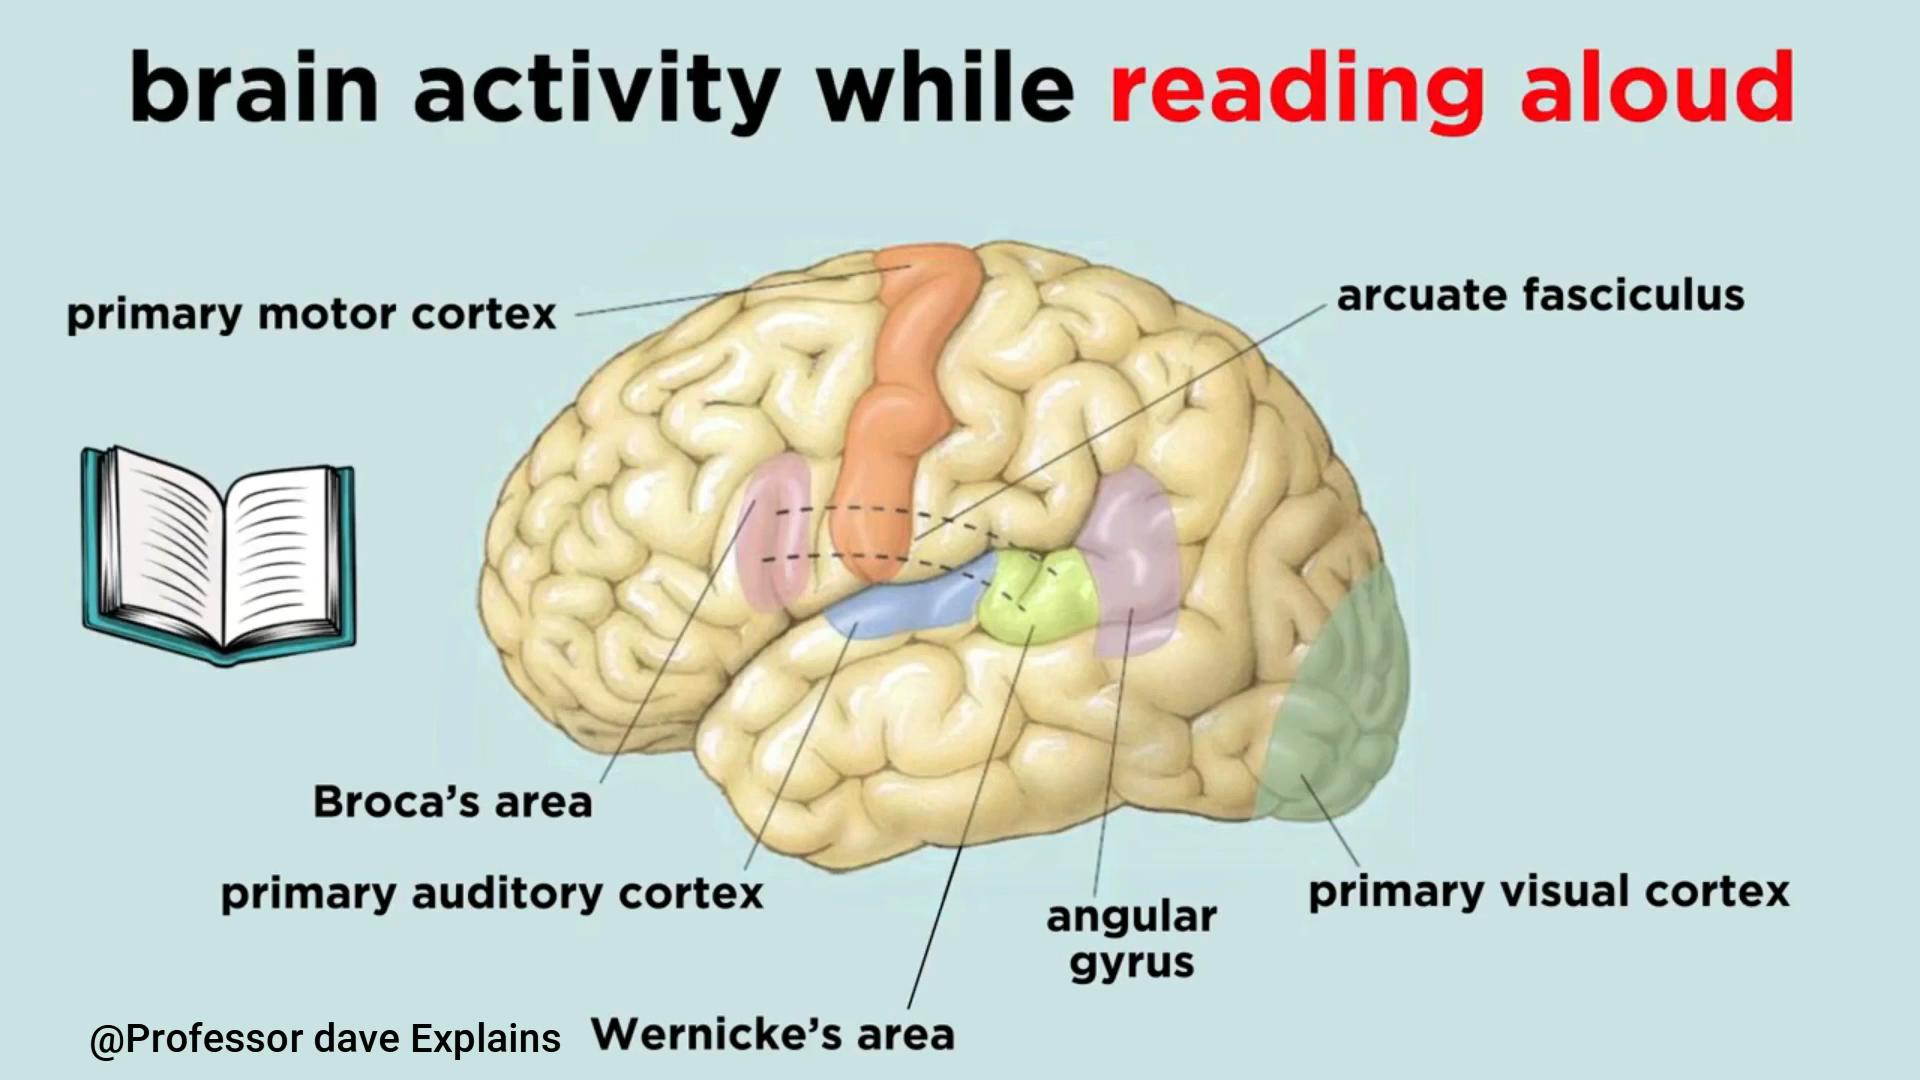 brain activity while reading aloud
primary motor cortex
arcuate fasciculus
Broca's area
primary auditory cortex
angular
gyrus
primary visual cortex
Wernicke's area
@Professor dave Explains